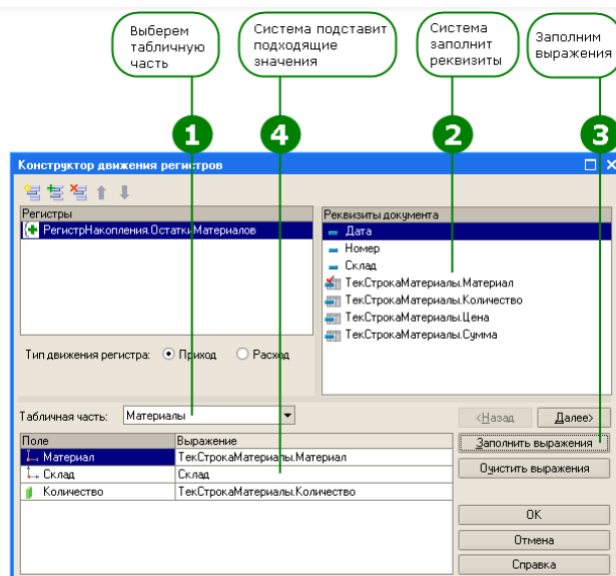 Выберем
табличную
часть
Система подставит
подходящие
значения
Система
заполнит
реквизиты
Заполним
выражения
1
4
2
3
Конструктор движения регистров
Регистры
РегистрНакопления.ОстаткиМатериалов
Реквизиты документа
Дата
Номер
Склад
ТекСтрокаМатериалы.Материал
ТекСтрокаМатериалы.Количество
ТекСтрокаМатериалы.Цена
ТекСтрокаМатериалы.Сумма
Тип движения регистра: Приход Расход
Табличная часть: Материалы
<Назад Далее>
Поле Выражение
Материал ТекСтрокаМатериалы.Материал
Склад Склад
Количество ТекСтрокаМатериалы.Количество
Заполнить выражения
Очистить выражения
OK
Отмена
Справка